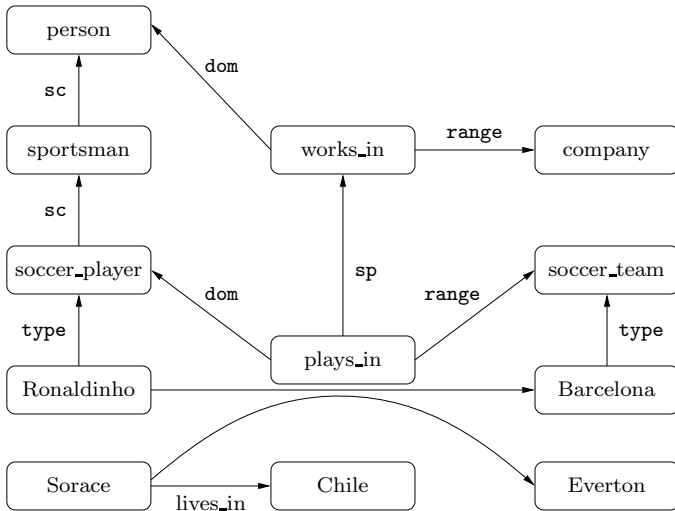 person
dom
sc
sportsman
works_in
range
company
sc
soccer_player
dom
sp
range
soccer_team
type
plays_in
type
Ronaldinho
Barcelona
Sorace
lives_in
Chile
Everton